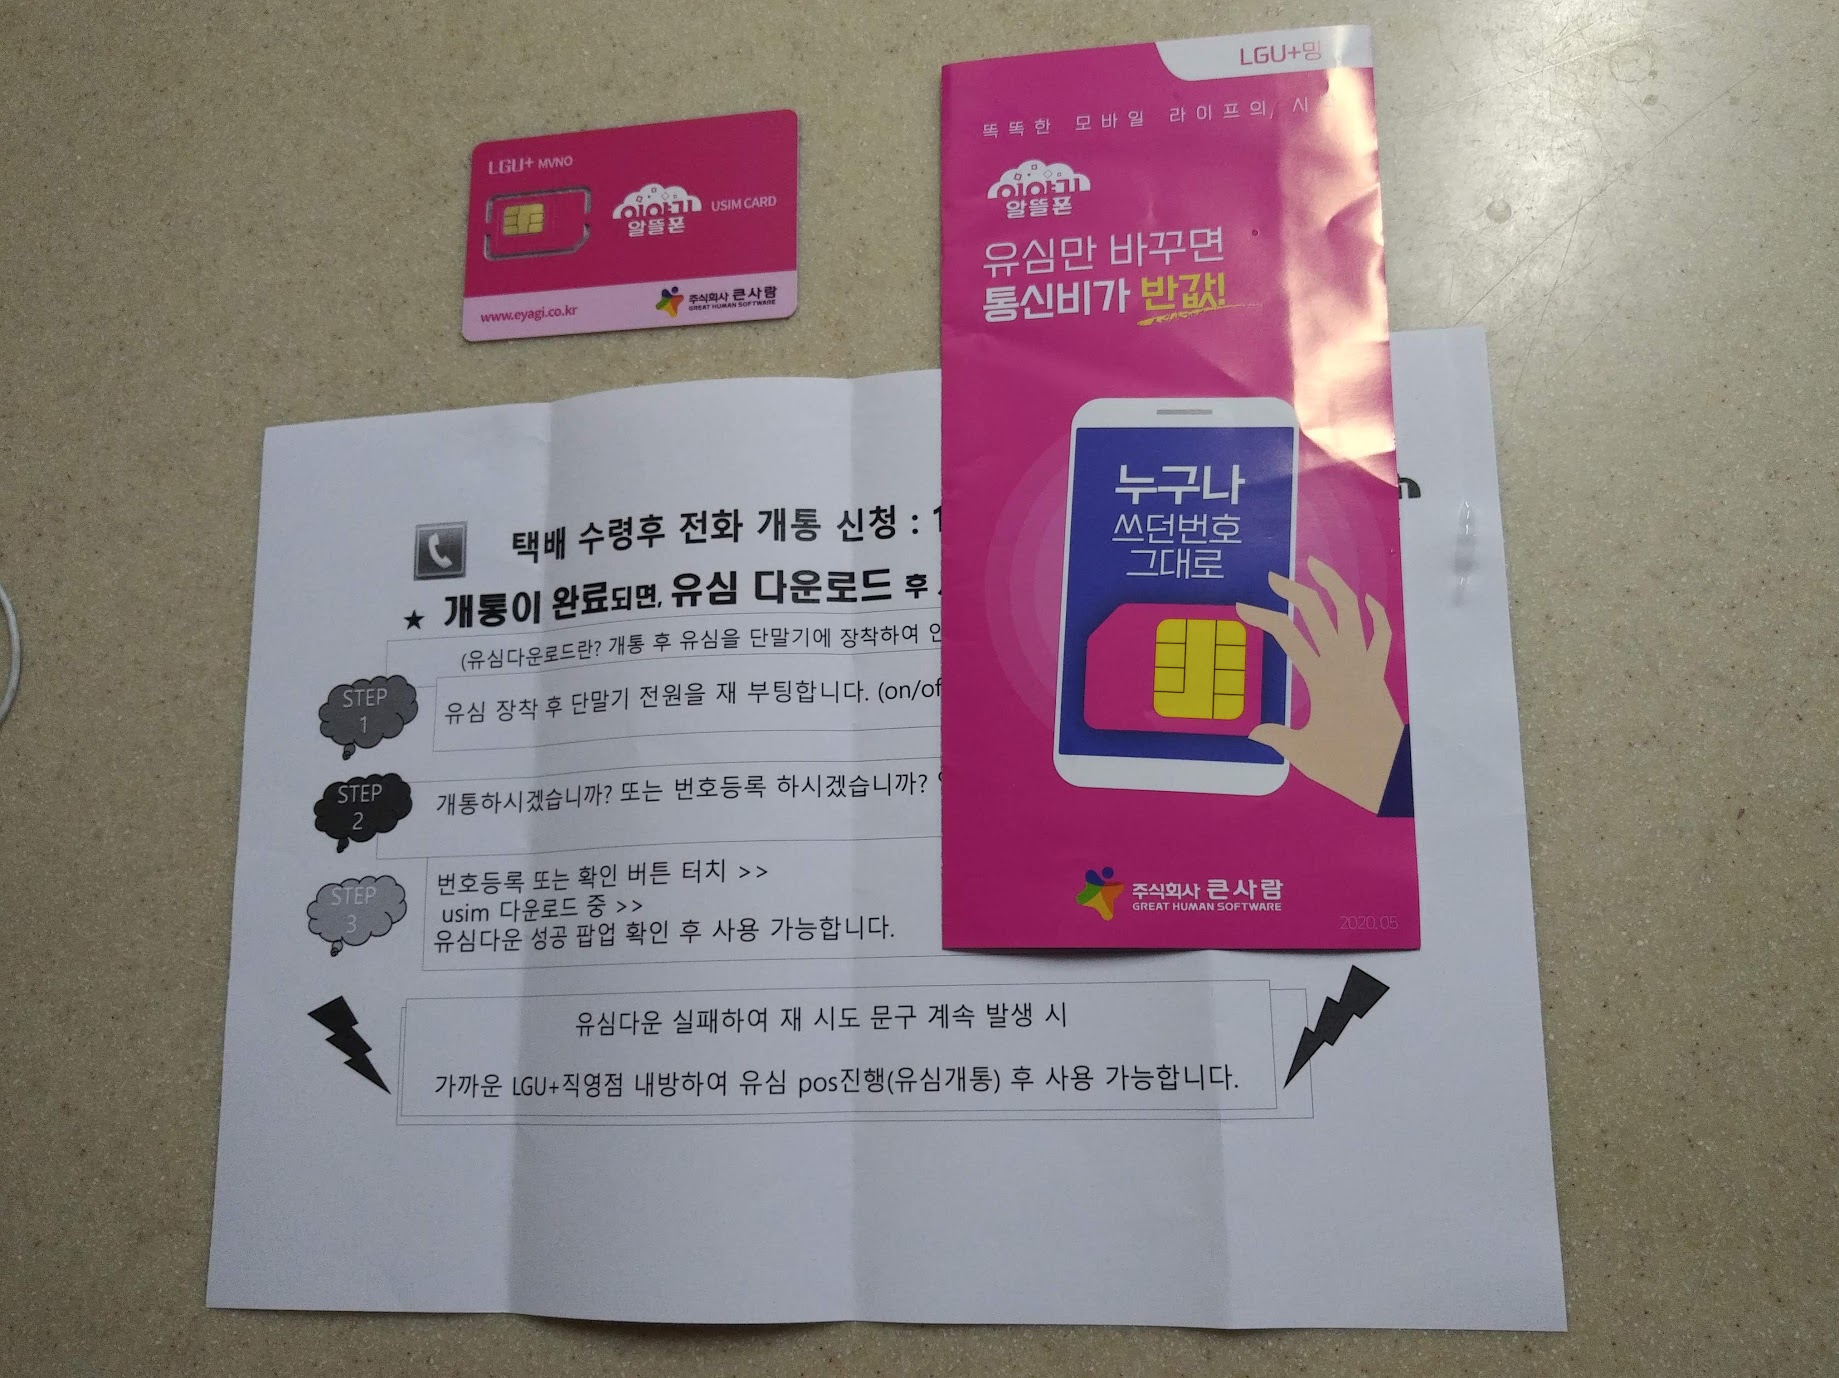 LGU+ MVNO
이야기
알뜰폰
USIM CARD
www.eyagi.co.kr
주식회사 큰사람
GREAT HUMAN SOFTWARE
LGU+망
똑똑한 모바일 라이프의, 시
이야기
알뜰폰
유심만 바꾸면
통신비가 반값!
누구나
쓰던번호
그대로
주식회사 큰사람
GREAT HUMAN SOFTWARE
2020.05
택배 수령후 전화 개통 신청 : 1
★ 개통이 완료되면, 유심 다운로드 후
(유심다운로드란? 개통 후 유심을 단말기에 장착하여
STEP
1
유심 장착 후 단말기 전원을 재 부팅합니다. (on/of
STEP
2
개통하시겠습니까? 또는 번호등록 하시겠습니까?
STEP
3
번호등록 또는 확인 버튼 터치 >>
usim 다운로드 중 >>
유심다운 성공 팝업 확인 후 사용 가능합니다.
유심다운 실패하여 재 시도 문구 계속 발생 시
가까운 LGU+직영점 내방하여 유심 pos진행(유심개통) 후 사용 가능합니다.